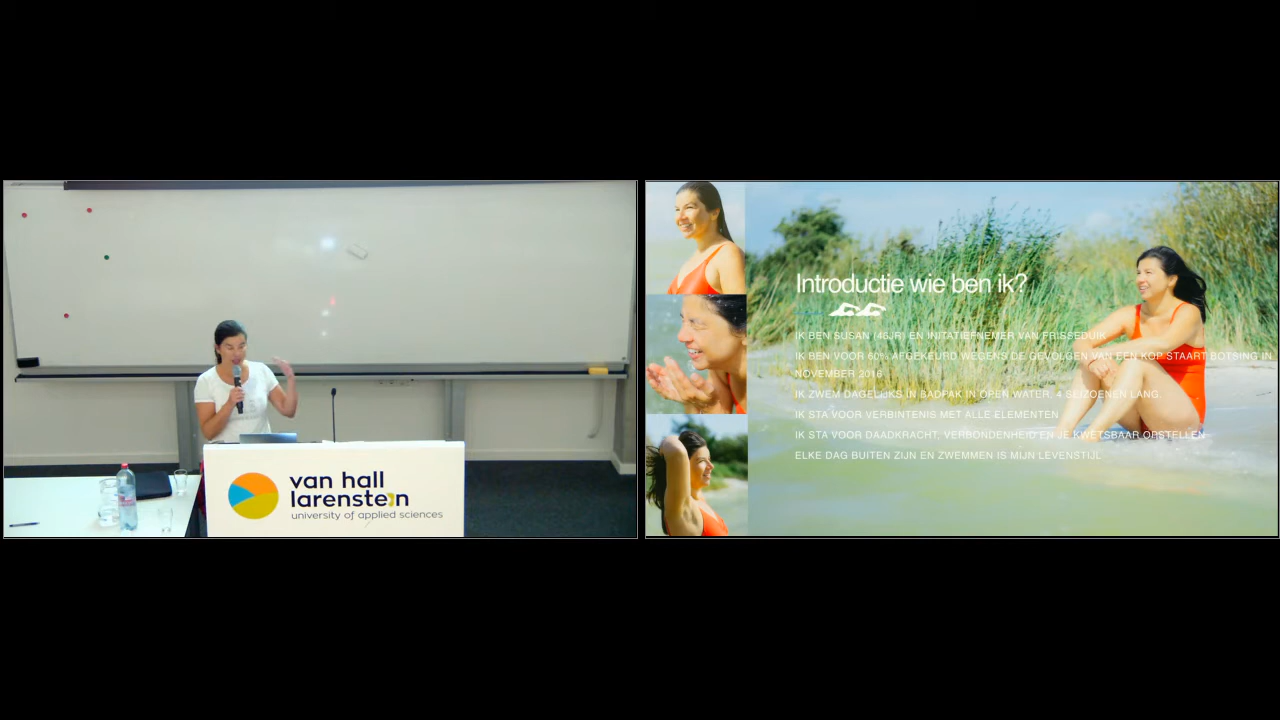 van hall
larenstein
university of applied sciences
Introductie wie ben ik?
IK BEN SUSAN (46JR) EN INITATIEFNEMER VAN FRISSEDUIK
IK BEN VOOR 60% AFGEKEURD WEGENS DE GEVOLGEN VAN EEN KOP STAART BOTSING IN
NOVEMBER 2016
IK ZWEM DAGELIJKS IN BADPAK IN OPEN WATER. 4 SEIZOENEN LANG.
IK STA VOOR VERBINTENIS MET ALLE ELEMENTEN
IK STA VOOR DAADKRACHT, VERBONDENHEID EN JE KWETSBAAR OPSTELLEN
ELKE DAG BUITEN ZIJN EN ZWEMMEN IS MIJN LEVENSTIJL